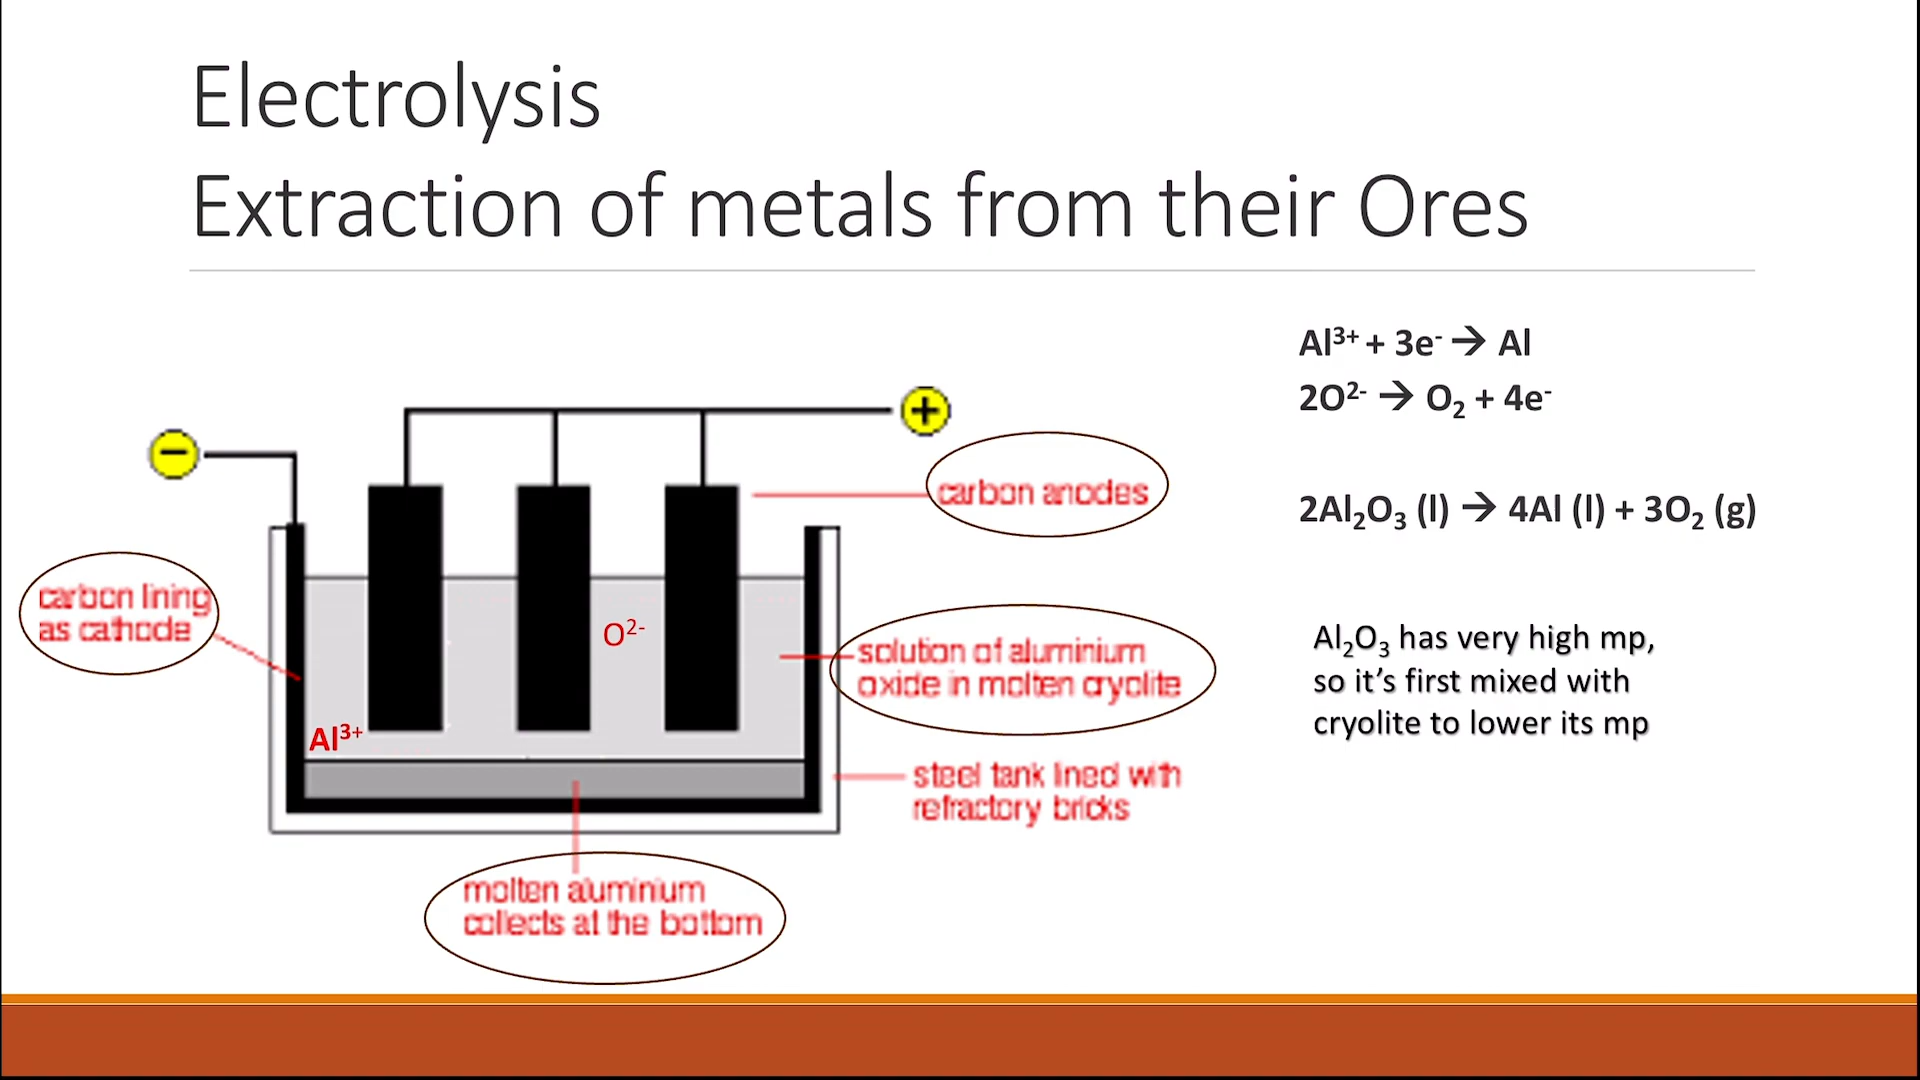 Electrolysis
Extraction of metals from their Ores
Al³⁺ + 3e⁻ → Al
2O²⁻ → O₂ + 4e⁻
2Al₂O₃ (l) → 4Al (l) + 3O₂ (g)
Al₂O₃ has very high mp,
so it’s first mixed with
cryolite to lower its mp
+
−
carbon anodes
carbon lining
as cathode
O²⁻
solution of aluminium
oxide in molten cryolite
Al³⁺
steel tank lined with
refractory bricks
molten aluminium
collects at the bottom